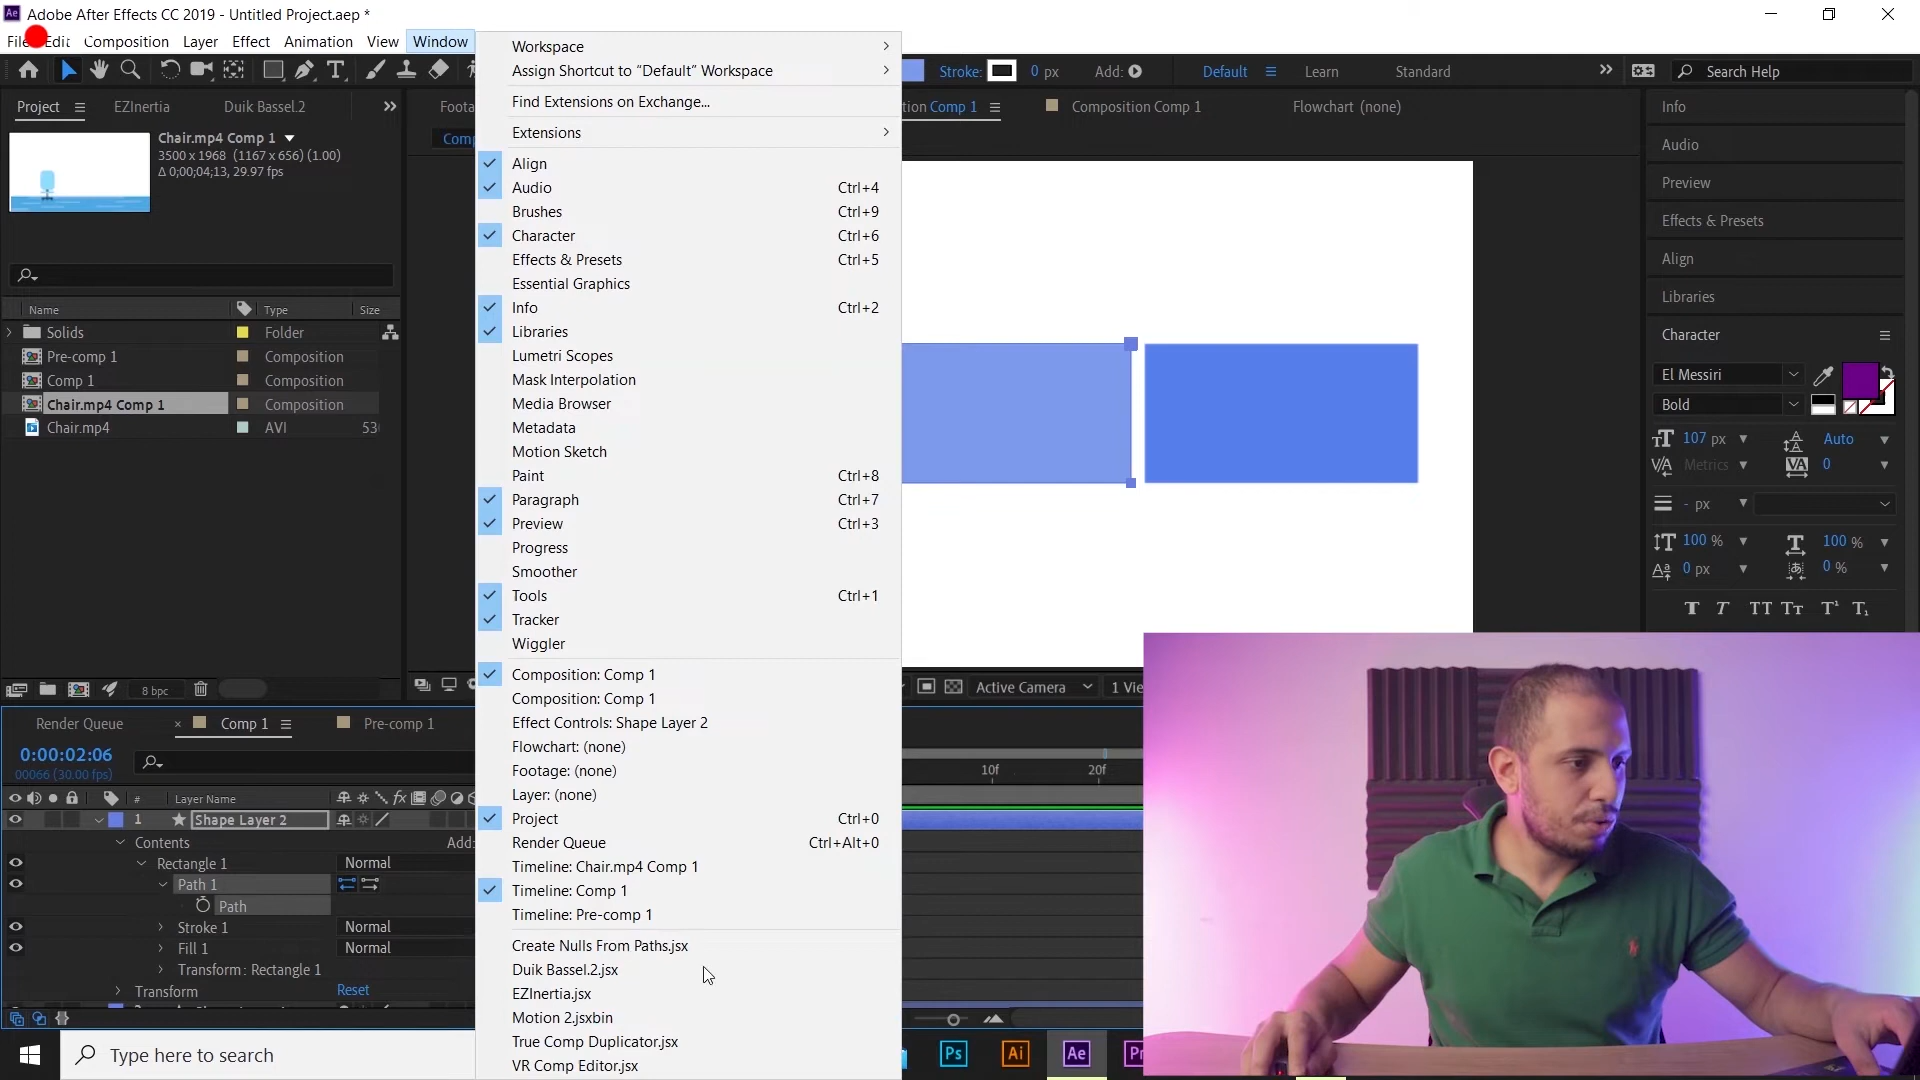 Adobe After Effects CC 2019 - Untitled Project.aep *
Edit Composition Layer Effect Animation View Window
Stroke: 0 px Add: Default Learn Standard Search Help
Project EZInertia Duik Bassel.2
Chair.mp4 Comp 1
3500 x 1968 (1167 x 656) (1.00)
Δ 0;00;04;13, 29.97 fps
Name Type Size
Solids Folder
Pre-comp 1 Composition
Comp 1 Composition
Chair.mp4 Comp 1 Composition
Chair.mp4 AVI 53
8 bpc
Workspace
Assign Shortcut to “Default” Workspace
Find Extensions on Exchange...
Extensions
Align
Audio Ctrl+4
Brushes Ctrl+9
Character Ctrl+6
Effects & Presets Ctrl+5
Essential Graphics
Info Ctrl+2
Libraries
Lumetri Scopes
Mask Interpolation
Media Browser
Metadata
Motion Sketch
Paint Ctrl+8
Paragraph Ctrl+7
Preview Ctrl+3
Progress
Smoother
Tools Ctrl+1
Tracker
Wiggler
Composition: Comp 1
Composition: Comp 1
Effect Controls: Shape Layer 2
Flowchart: (none)
Footage: (none)
Layer: (none)
Project Ctrl+0
Render Queue Ctrl+Alt+0
Timeline: Chair.mp4 Comp 1
Timeline: Comp 1
Timeline: Pre-comp 1
Create Nulls From Paths.jsx
Duik Bassel.2.jsx
EZInertia.jsx
Motion 2.jsxbin
True Comp Duplicator.jsx
VR Comp Editor.jsx
Comp 1 Composition Comp 1 Flowchart (none)
Active Camera 1
Info
Audio
Preview
Effects & Presets
Align
Libraries
Character
El Messiri
Bold
107 px Auto
Metrics 0
- px
100 % 100 %
0 px 0 %
T T TT Tт T¹ T₁
Render Queue × Comp 1 Pre-comp 1
0:00:02:06
00066 (30.00 fps)
10f 20f
# Layer Name fx
1 Shape Layer 2
Contents Add:
Rectangle 1 Normal
Path 1
Path
Stroke 1 Normal
Fill 1 Normal
Transform: Rectangle 1
Transform Reset
Type here to search
Ps Ai Ae